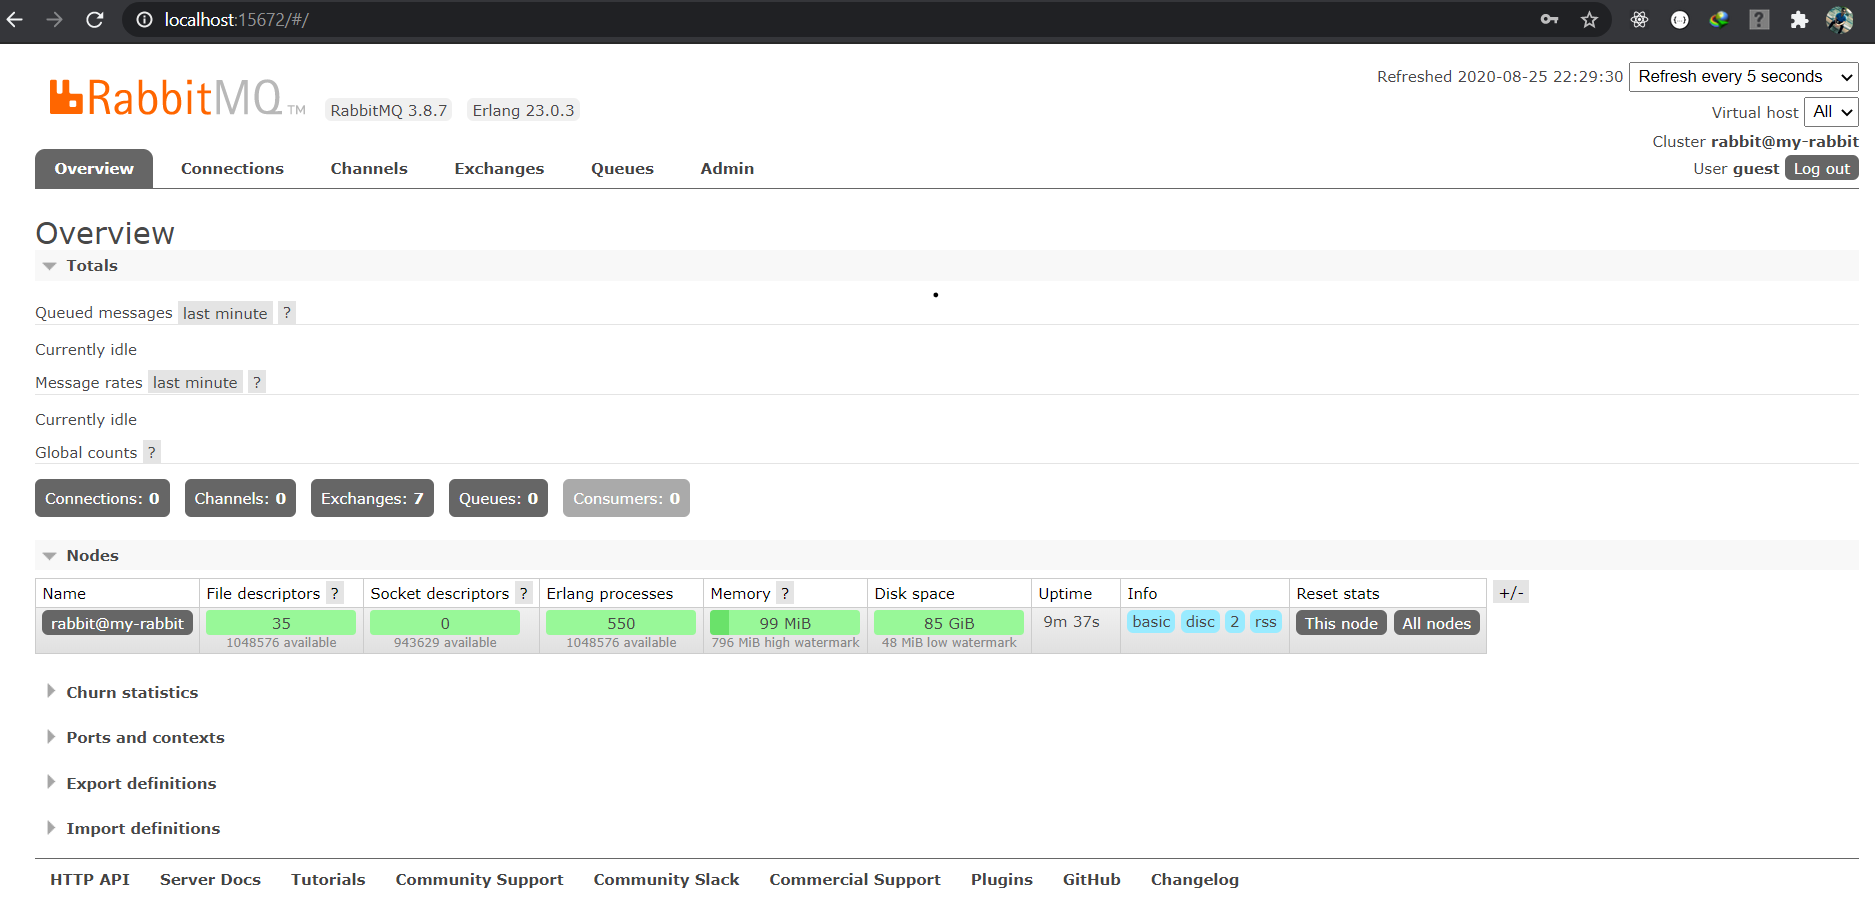 localhost:15672/#/
RabbitMQ TM RabbitMQ 3.8.7 Erlang 23.0.3
Refreshed 2020-08-25 22:29:30 Refresh every 5 seconds
Virtual host All
Cluster rabbit@my-rabbit
User guest Log out
Overview Connections Channels Exchanges Queues Admin
Overview
Totals
Queued messages last minute ?
Currently idle
Message rates last minute ?
Currently idle
Global counts ?
Connections: 0 Channels: 0 Exchanges: 7 Queues: 0 Consumers: 0
Nodes
Name File descriptors ? Socket descriptors ? Erlang processes Memory ? Disk space Uptime Info Reset stats +/-
rabbit@my-rabbit 35 0 550 99 MiB 85 GiB 9m 37s basic disc 2 rss This node All nodes
1048576 available 943629 available 1048576 available 796 MiB high watermark 48 MiB low watermark
Churn statistics
Ports and contexts
Export definitions
Import definitions
HTTP API Server Docs Tutorials Community Support Community Slack Commercial Support Plugins GitHub Changelog